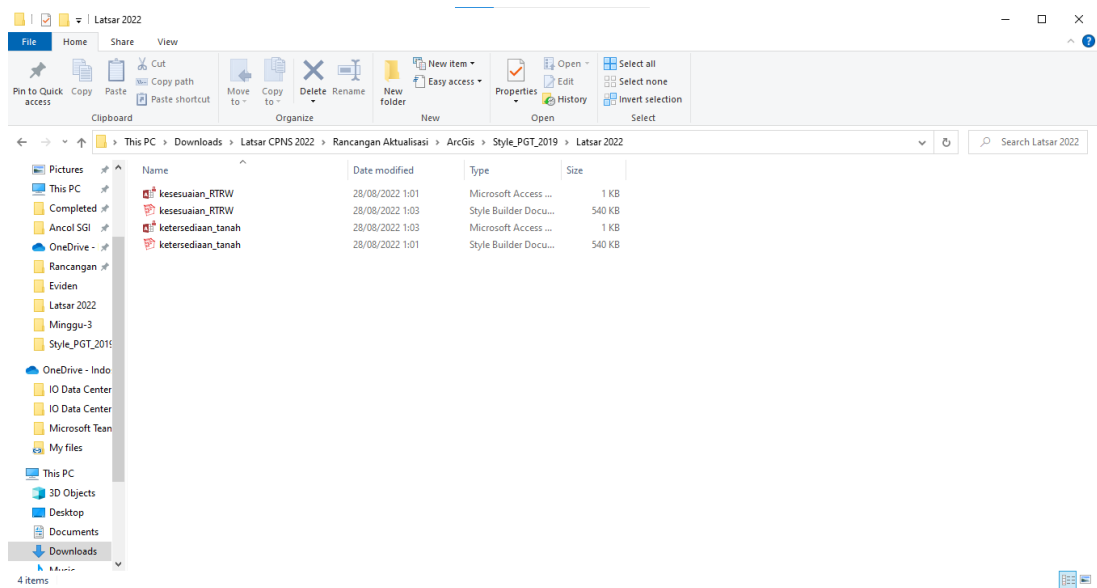 Latsar 2022
File Home Share View
Pin to Quick access
Copy
Paste
Cut
Copy path
Paste shortcut
Clipboard
Move to
Copy to
Delete
Rename
Organize
New folder
New item
Easy access
New
Properties
Open
Edit
History
Open
Select all
Select none
Invert selection
Select
This PC > Downloads > Latsar CPNS 2022 > Rancangan Aktualisasi > ArcGis > Style_PGT_2019 > Latsar 2022
Search Latsar 2022
Name Date modified Type Size
kesesuaian_RTRW 28/08/2022 1:01 Microsoft Access ... 1 KB
kesesuaian_RTRW 28/08/2022 1:03 Style Builder Docu... 540 KB
ketersediaan_tanah 28/08/2022 1:03 Microsoft Access ... 1 KB
ketersediaan_tanah 28/08/2022 1:01 Style Builder Docu... 540 KB
Pictures
This PC
Completed
Ancol SGI
OneDrive -
Rancangan
Eviden
Latsar 2022
Minggu-3
Style_PGT_2019
OneDrive - Indo
IO Data Center
IO Data Center
Microsoft Tean
My files
This PC
3D Objects
Desktop
Documents
Downloads
Music
4 items